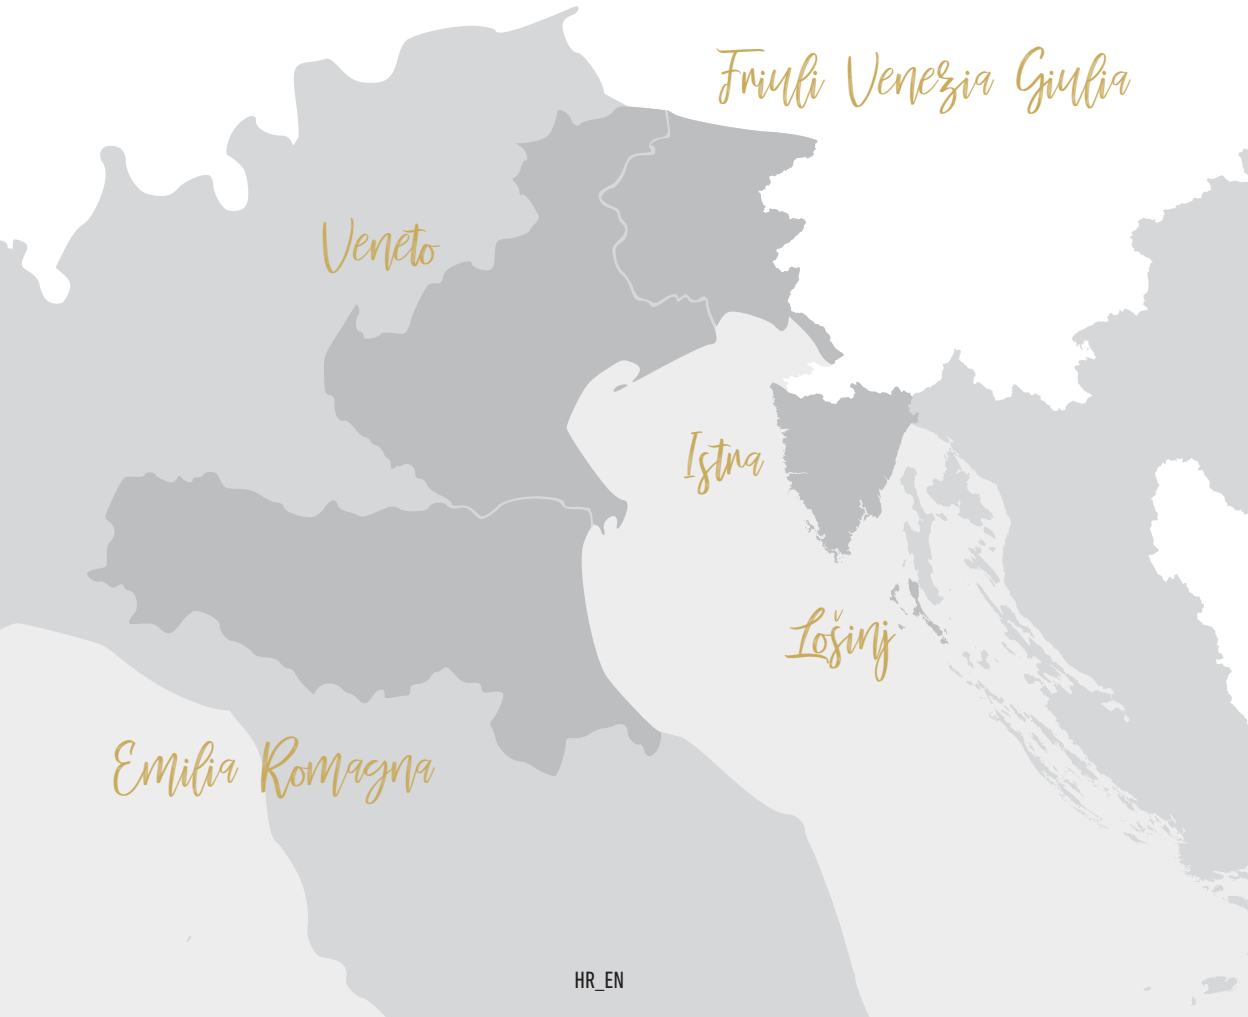 Friuli Venezia Giulia
Veneto
Istra
Lošinj
Emilia Romagna
HR_EN